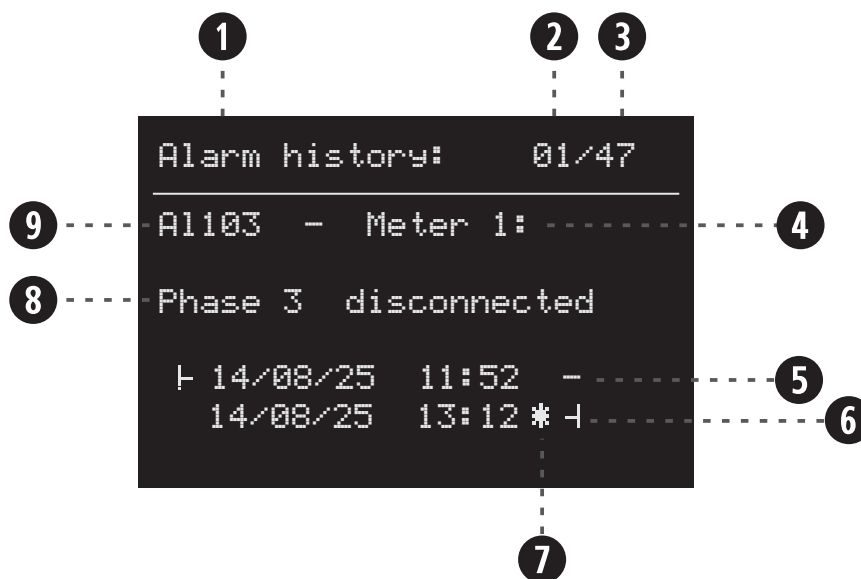 1 2 3
Alarm history: 01/47
9 Al103 - Meter 1: 4
8 Phase 3 disconnected
⊢ 14/08/25 11:52 - 5
14/08/25 13:12 * ⊣ 6
7